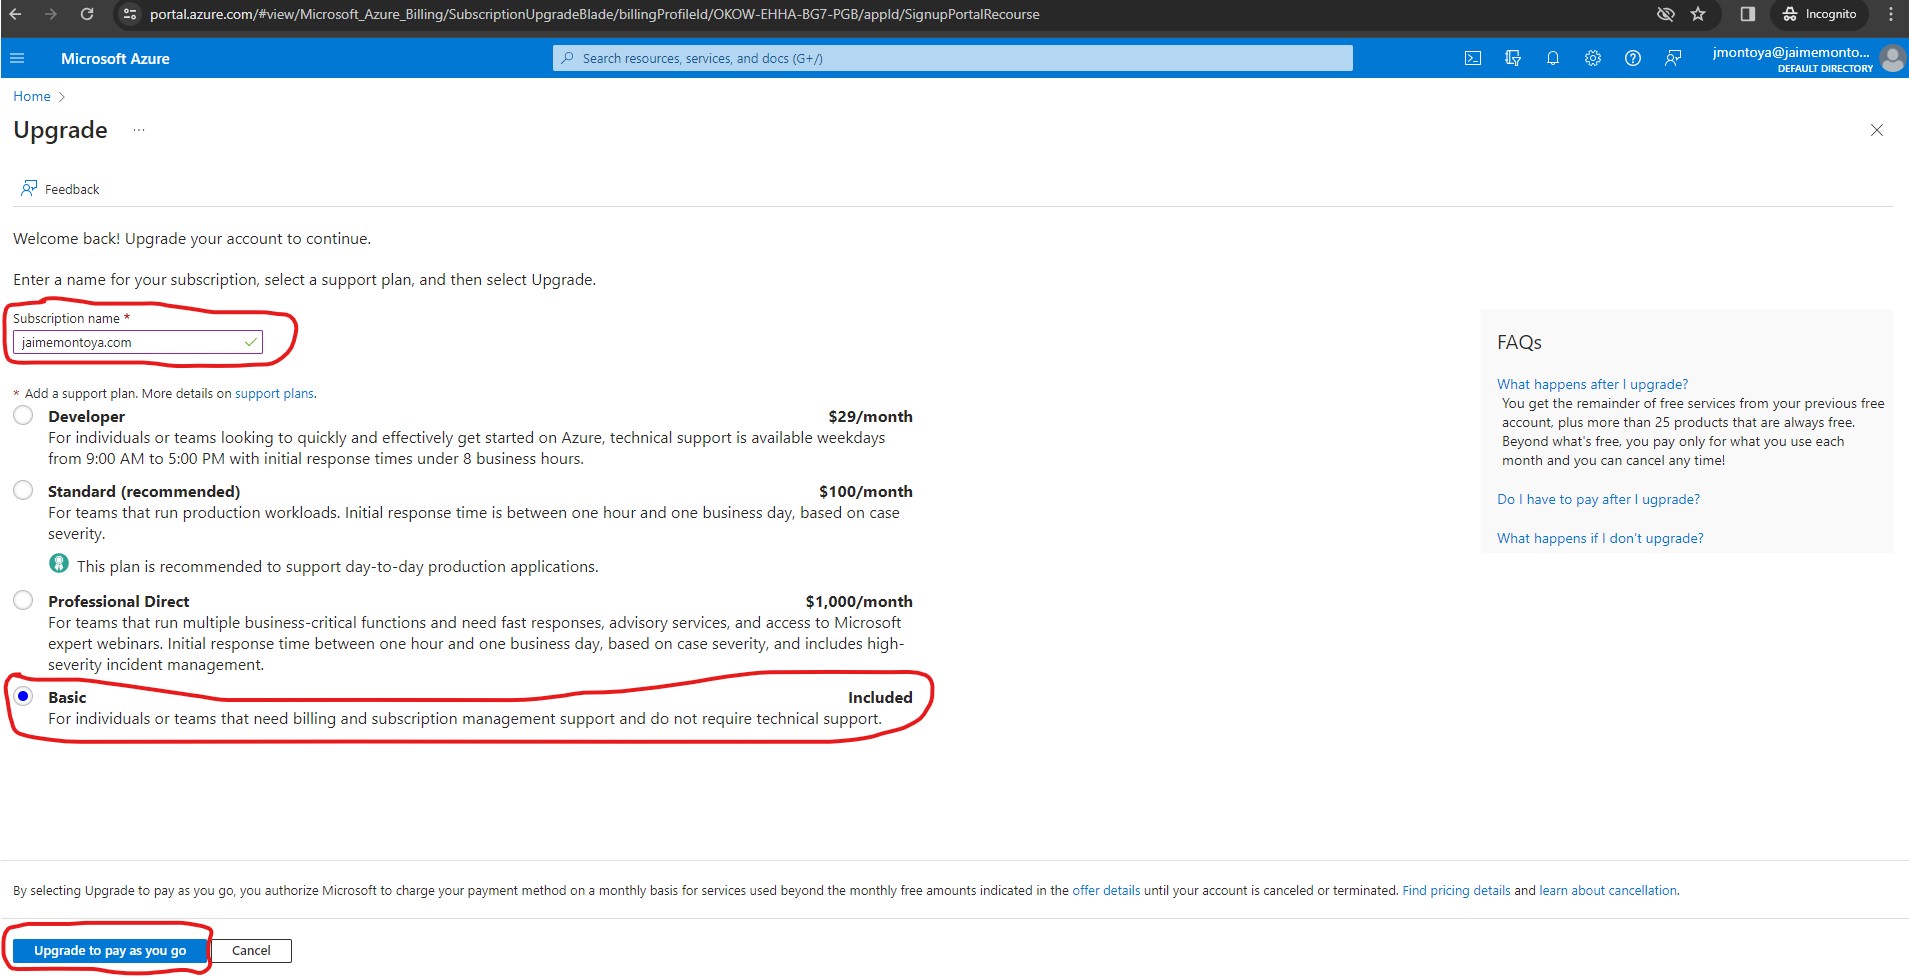 portal.azure.com/#view/Microsoft_Azure_Billing/SubscriptionUpgradeBlade/billingProfileId/OKOW-EHHA-BG7-PGB/appId/SignupPortalRecourse
Incognito
Microsoft Azure
Search resources, services, and docs (G+/)
jmontoya@jaimemonto...
DEFAULT DIRECTORY
Home >
Upgrade ...
Feedback
Welcome back! Upgrade your account to continue.
Enter a name for your subscription, select a support plan, and then select Upgrade.
Subscription name *
jaimemontoya.com
* Add a support plan. More details on support plans.
Developer $29/month
For individuals or teams looking to quickly and effectively get started on Azure, technical support is available weekdays
from 9:00 AM to 5:00 PM with initial response times under 8 business hours.
Standard (recommended) $100/month
For teams that run production workloads. Initial response time is between one hour and one business day, based on case
severity.
This plan is recommended to support day-to-day production applications.
Professional Direct $1,000/month
For teams that run multiple business-critical functions and need fast responses, advisory services, and access to Microsoft
expert webinars. Initial response time between one hour and one business day, based on case severity, and includes high-
severity incident management.
Basic Included
For individuals or teams that need billing and subscription management support and do not require technical support.
FAQs
What happens after I upgrade?
You get the remainder of free services from your previous free
account, plus more than 25 products that are always free.
Beyond what's free, you pay only for what you use each
month and you can cancel any time!
Do I have to pay after I ugprade?
What happens if I don't upgrade?
By selecting Upgrade to pay as you go, you authorize Microsoft to charge your payment method on a monthly basis for services used beyond the monthly free amounts indicated in the offer details until your account is canceled or terminated. Find pricing details and learn about cancellation.
Upgrade to pay as you go
Cancel